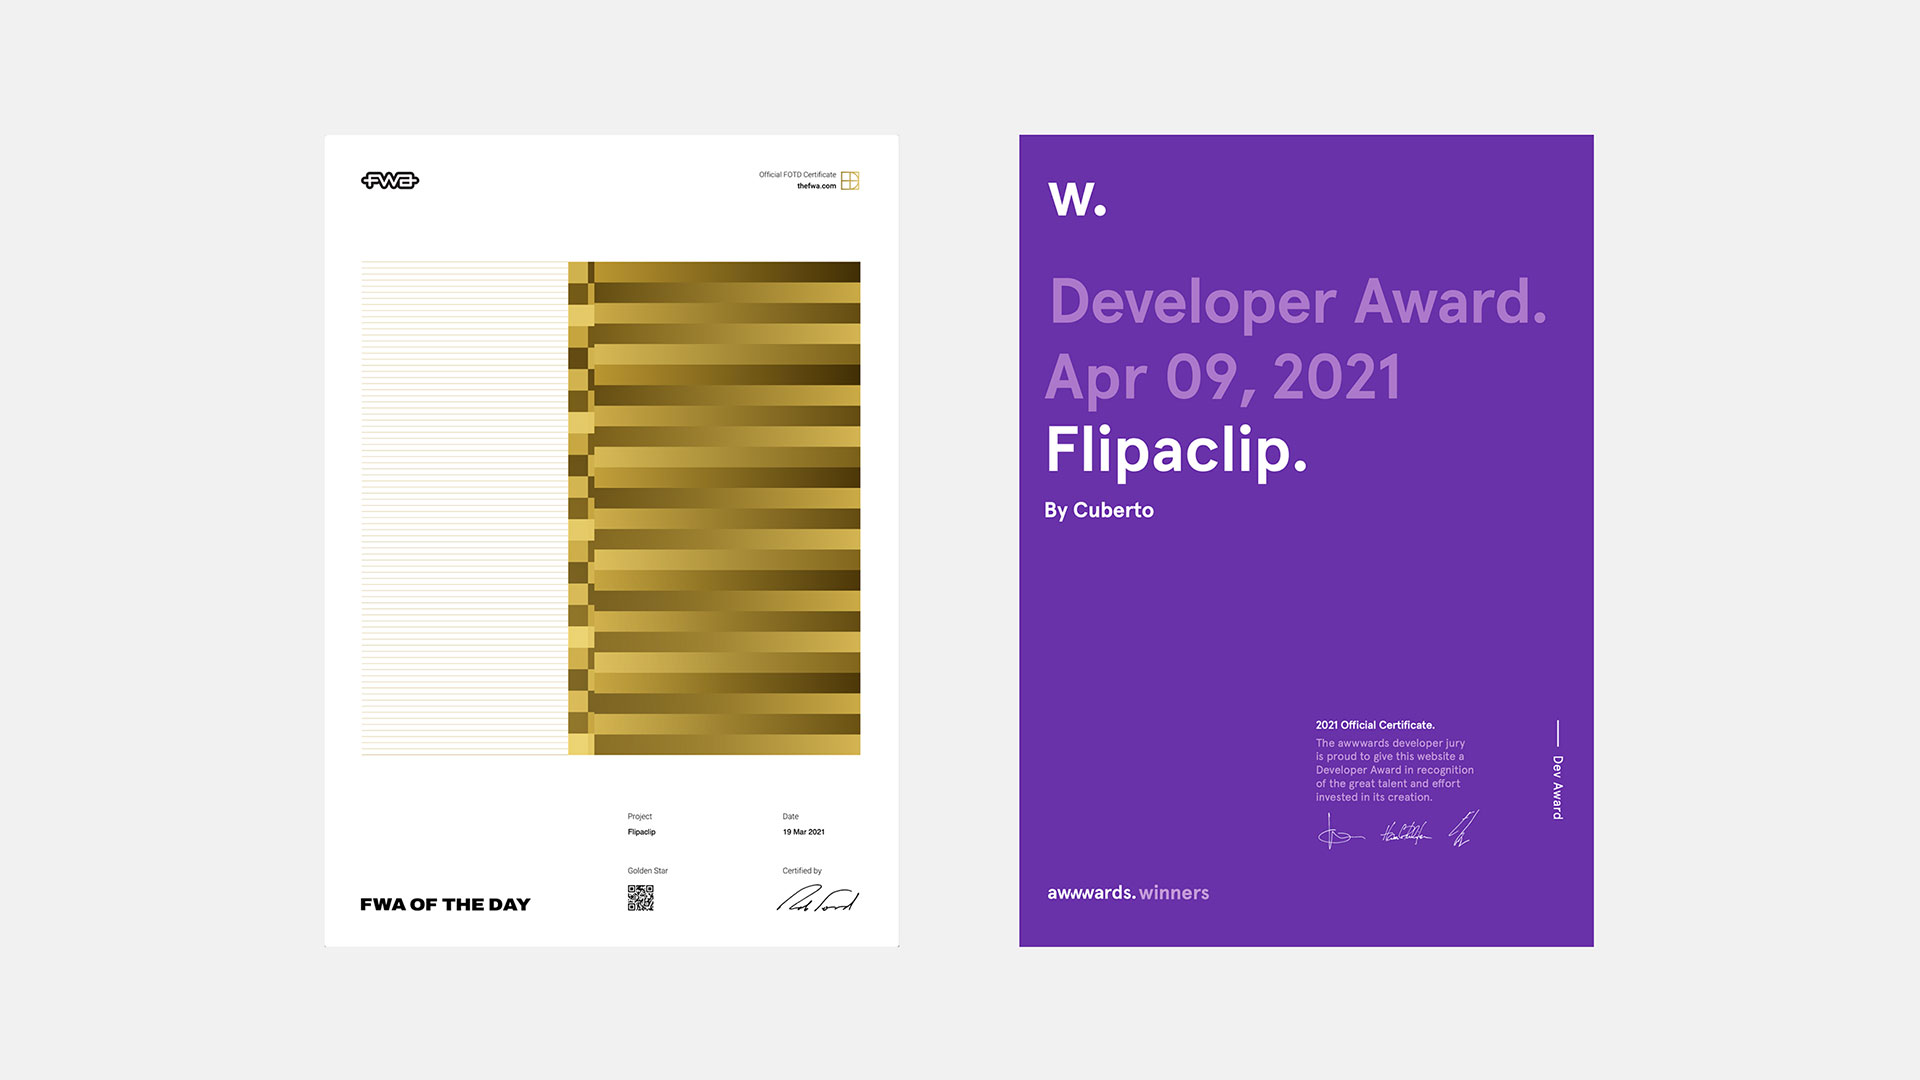 FWA
Official FOTD Certificate
thefwa.com
Project
Flipaclip
Date
19 Mar 2021
Golden Star
Certified by
FWA OF THE DAY
W.
Developer Award.
Apr 09, 2021
Flipaclip.
By Cuberto
2021 Official Certificate.
The awwwards developer jury
is proud to give this website a
Developer Award in recognition
of the great talent and effort
invested in its creation.
Dev Award
awwwards.winners